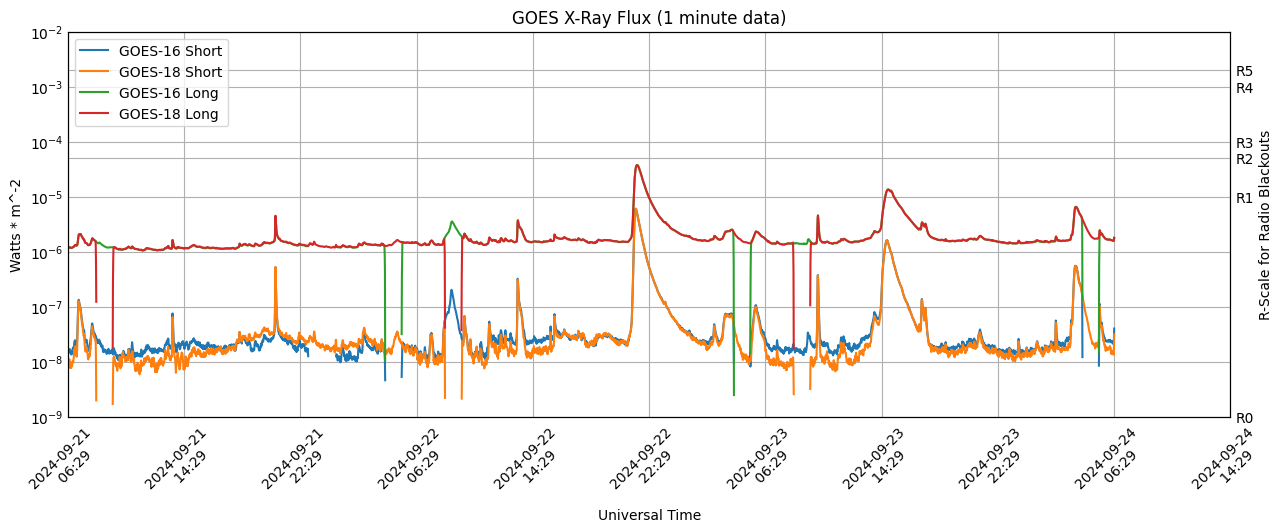 GOES X-Ray Flux (1 minute data)
GOES-16 Short
GOES-18 Short
GOES-16 Long
GOES-18 Long
10^-2
10^-3
10^-4
10^-5
10^-6
10^-7
10^-8
10^-9
Watts * m^-2
R5
R4
R3
R2
R1
R0
R-Scale for Radio Blackouts
2024-09-21
06:29
2024-09-21
14:29
2024-09-21
22:29
2024-09-22
06:29
2024-09-22
14:29
2024-09-22
22:29
2024-09-23
06:29
2024-09-23
14:29
2024-09-23
22:29
2024-09-24
06:29
2024-09-24
14:29
Universal Time